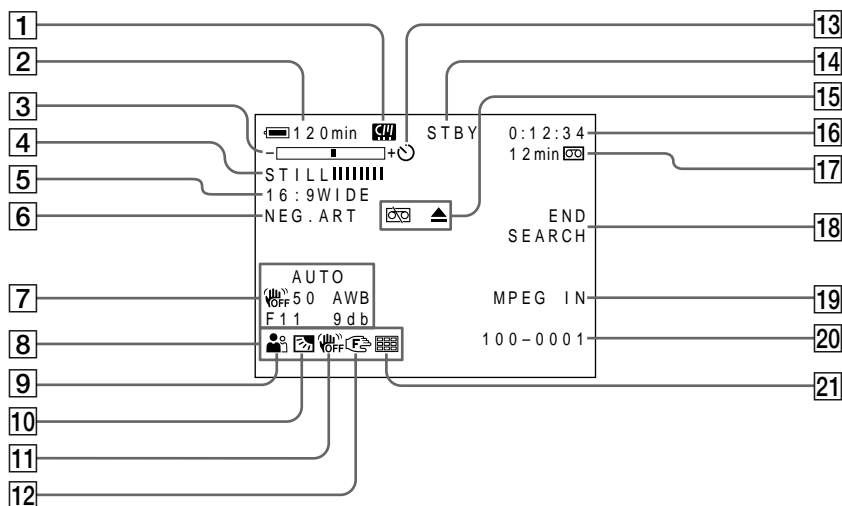 1
2
3
4
5
6
7
8
9
10
11
12
13
14
15
16
17
18
19
20
21
120min STBY 0:12:34
− + 12min
STILL
16:9WIDE
NEG.ART
END
SEARCH
AUTO
OFF 50 AWB
F11 9db
MPEG IN
OFF F
100–0001